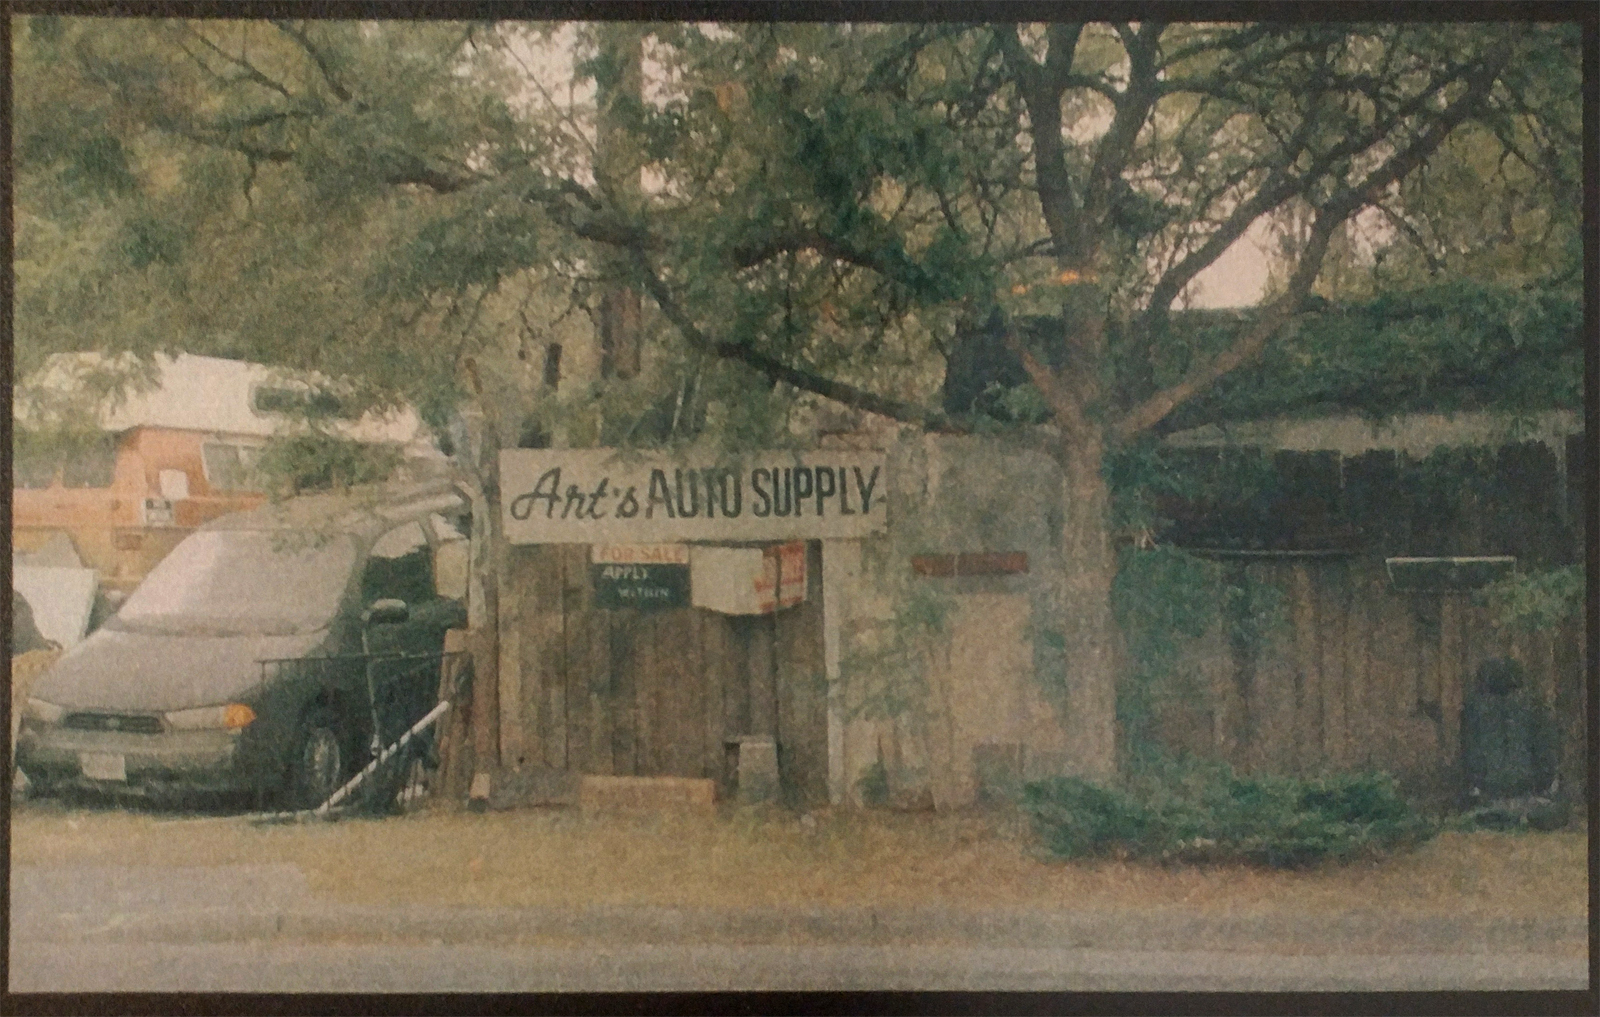 Art's AUTO SUPPLY
FOR SALE
APPLY
WITHIN